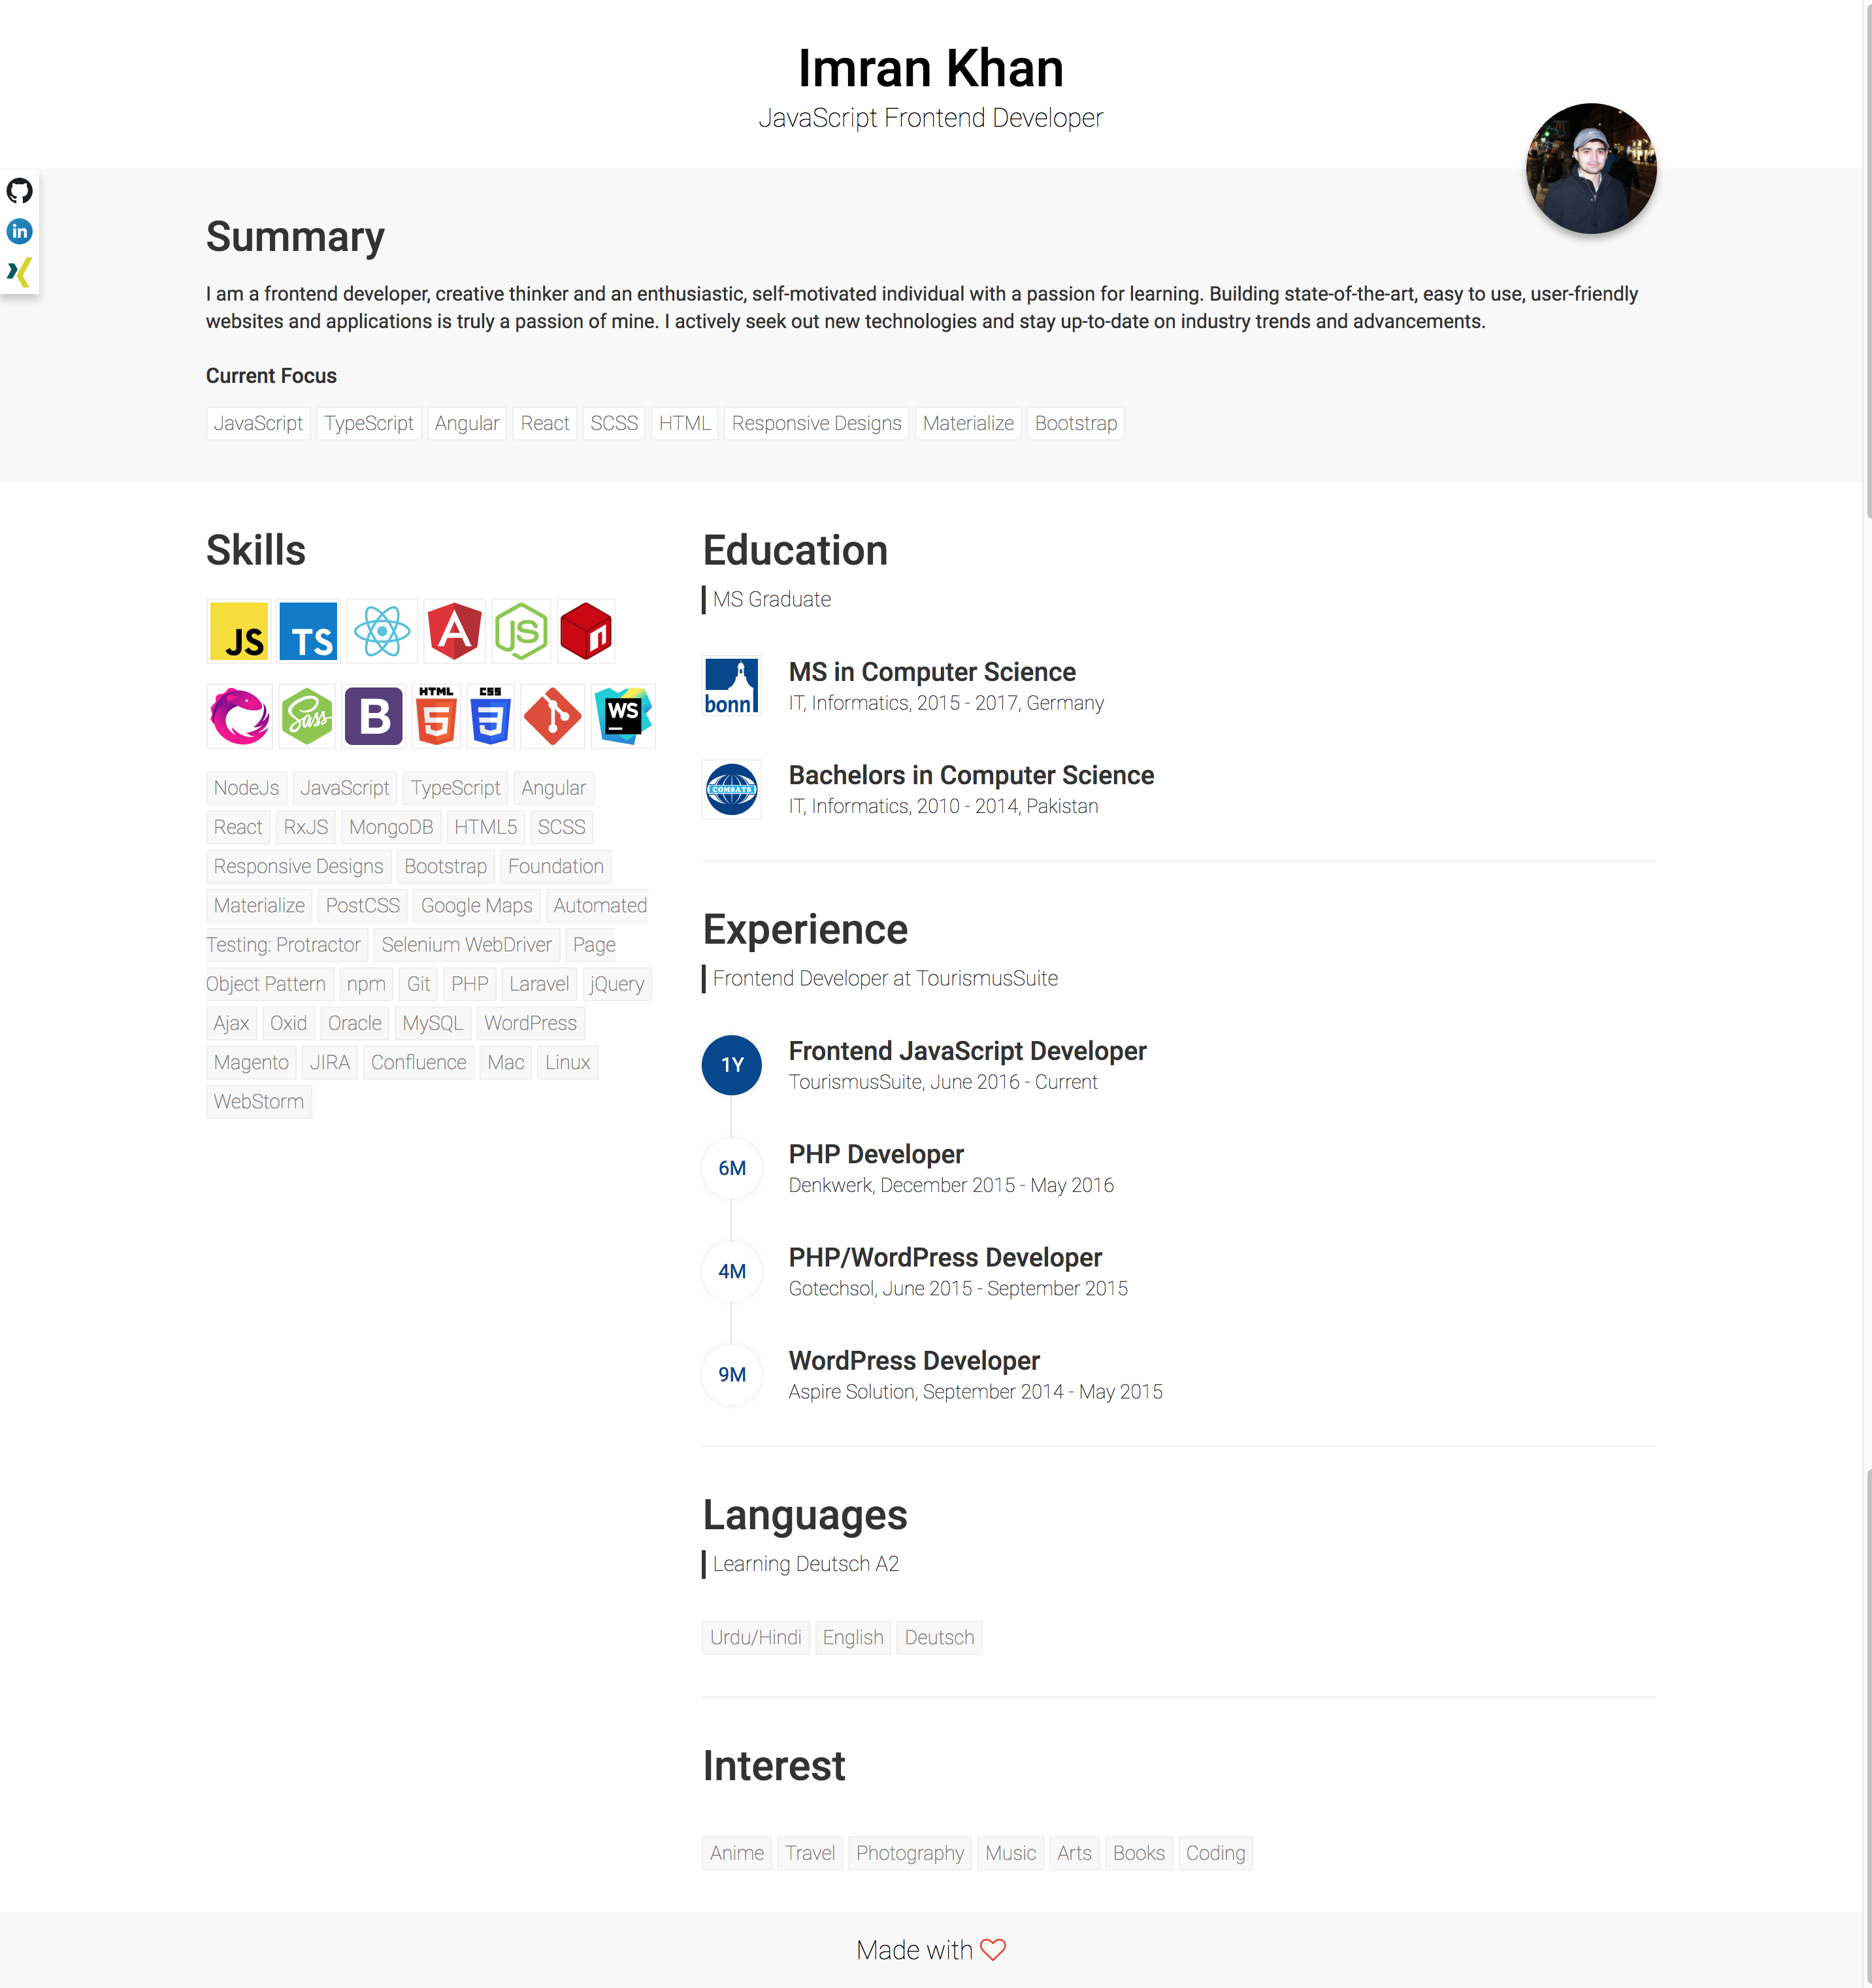 Imran Khan
JavaScript Frontend Developer
in
Summary
I am a frontend developer, creative thinker and an enthusiastic, self-motivated individual with a passion for learning. Building state-of-the-art, easy to use, user-friendly
websites and applications is truly a passion of mine. I actively seek out new technologies and stay up-to-date on industry trends and advancements.
Current Focus
JavaScript TypeScript Angular React SCSS HTML Responsive Designs Materialize Bootstrap
Skills
JS TS A JS n
Sass B HTML 5 CSS 3 WS
NodeJs JavaScript TypeScript Angular
React RxJS MongoDB HTML5 SCSS
Responsive Designs Bootstrap Foundation
Materialize PostCSS Google Maps Automated
Testing: Protractor Selenium WebDriver Page
Object Pattern npm Git PHP Laravel jQuery
Ajax Oxid Oracle MySQL WordPress
Magento JIRA Confluence Mac Linux
WebStorm
Education
MS Graduate
bonn
MS in Computer Science
IT, Informatics, 2015 - 2017, Germany
COMSATS
Bachelors in Computer Science
IT, Informatics, 2010 - 2014, Pakistan
Experience
Frontend Developer at TourismusSuite
1Y
Frontend JavaScript Developer
TourismusSuite, June 2016 - Current
6M
PHP Developer
Denkwerk, December 2015 - May 2016
4M
PHP/WordPress Developer
Gotechsol, June 2015 - September 2015
9M
WordPress Developer
Aspire Solution, September 2014 - May 2015
Languages
Learning Deutsch A2
Urdu/Hindi English Deutsch
Interest
Anime Travel Photography Music Arts Books Coding
Made with